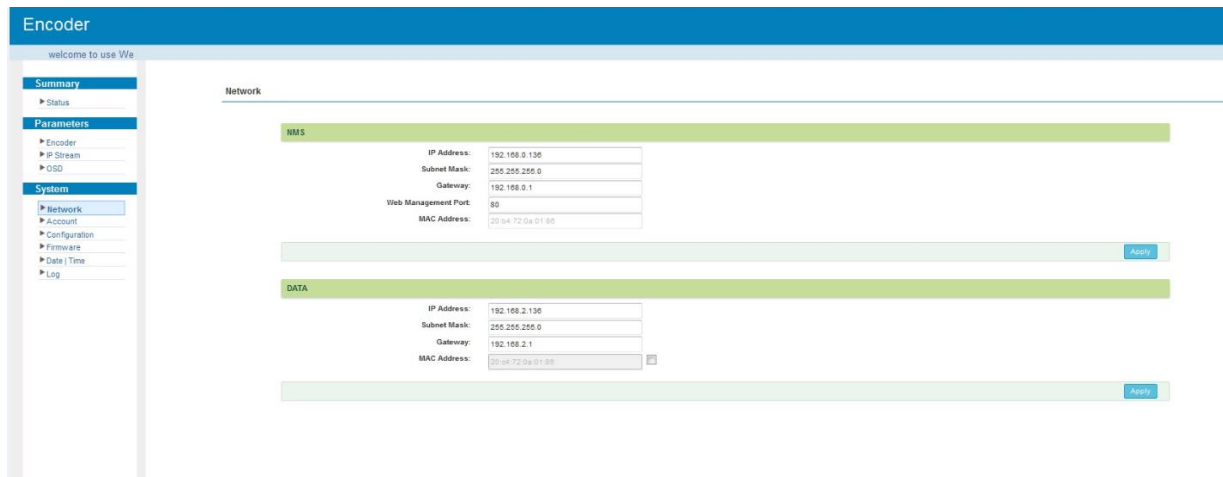 Encoder
welcome to use We
Summary
Status
Parameters
Encoder
IP Stream
OSD
System
Network
Account
Configuration
Firmware
Date | Time
Log
Network
NMS
IP Address: 192.168.0.136
Subnet Mask: 255.255.255.0
Gateway: 192.168.0.1
Web Management Port: 80
MAC Address:
Apply
DATA
IP Address: 192.168.2.136
Subnet Mask: 255.255.255.0
Gateway: 192.168.2.1
MAC Address:
Apply